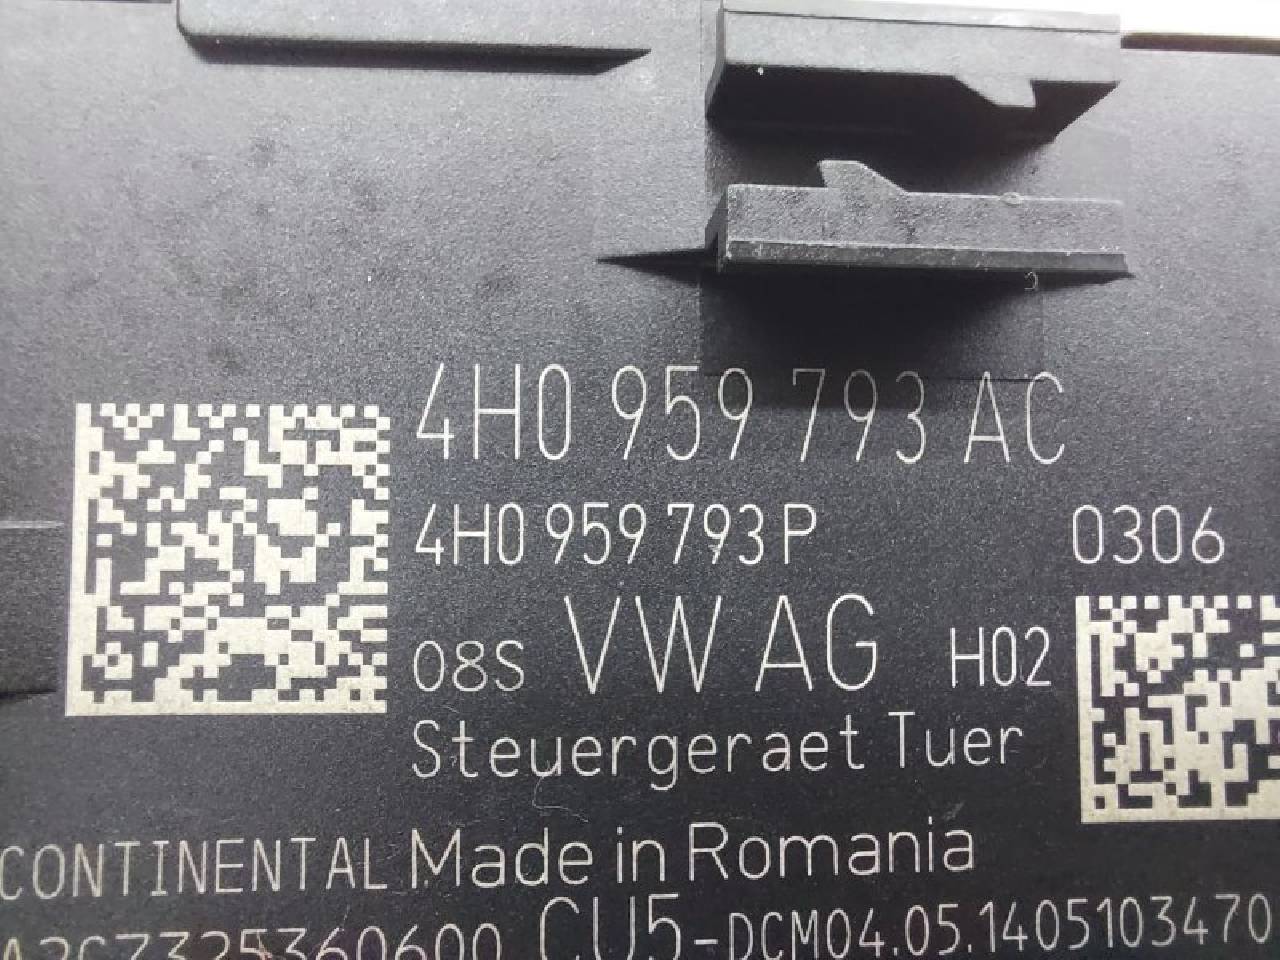 4H0 959 793 AC
4H0 959 793 P 0306
08S VW AG H02
Steuergeraet Tuer
CONTINENTAL Made in Romania
A2C7325360600 CU5-DCM04.05.1405103470